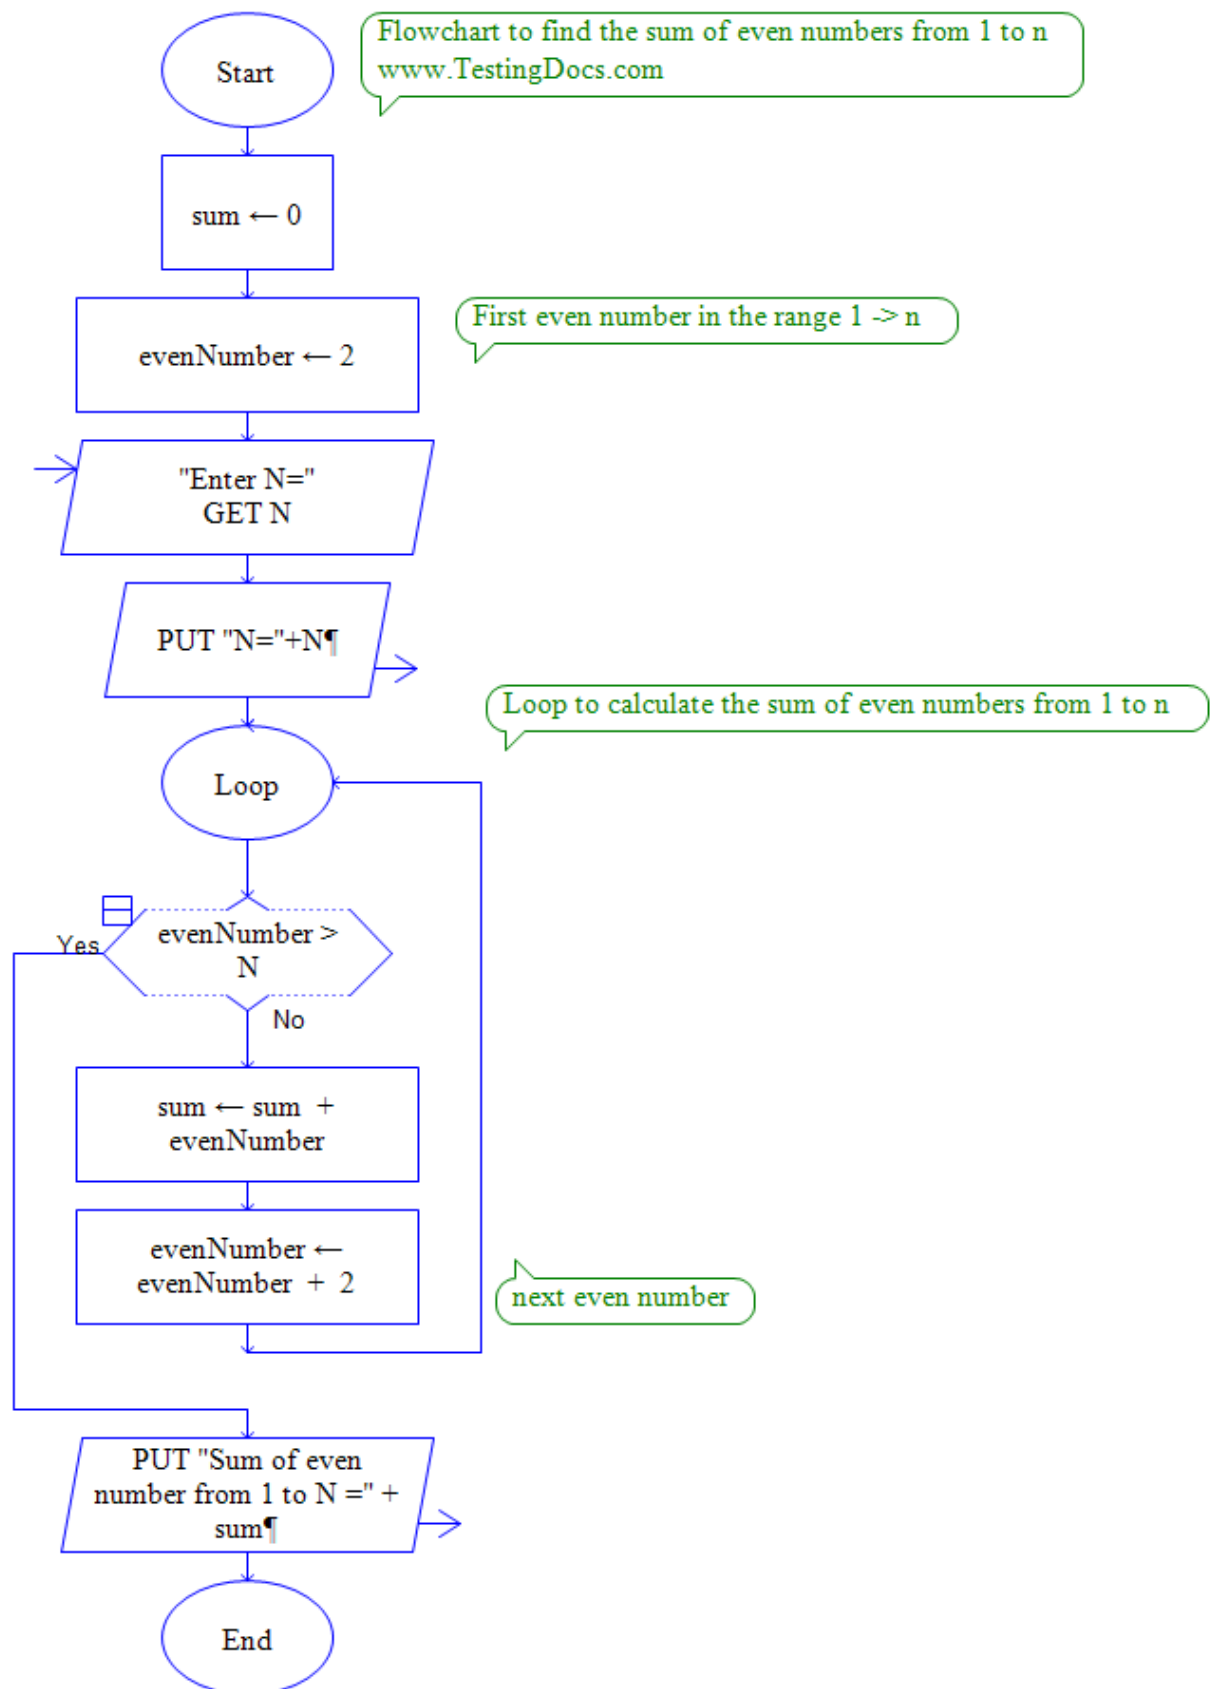 Flowchart to find the sum of even numbers from 1 to n
www.TestingDocs.com
Start
sum ← 0
First even number in the range 1 -> n
evenNumber ← 2
"Enter N="
GET N
PUT "N="+N¶
Loop to calculate the sum of even numbers from 1 to n
Loop
evenNumber >
N
Yes
No
sum ← sum + 
evenNumber
evenNumber ←
evenNumber + 2
next even number
PUT "Sum of even
number from 1 to N =" +
sum¶
End